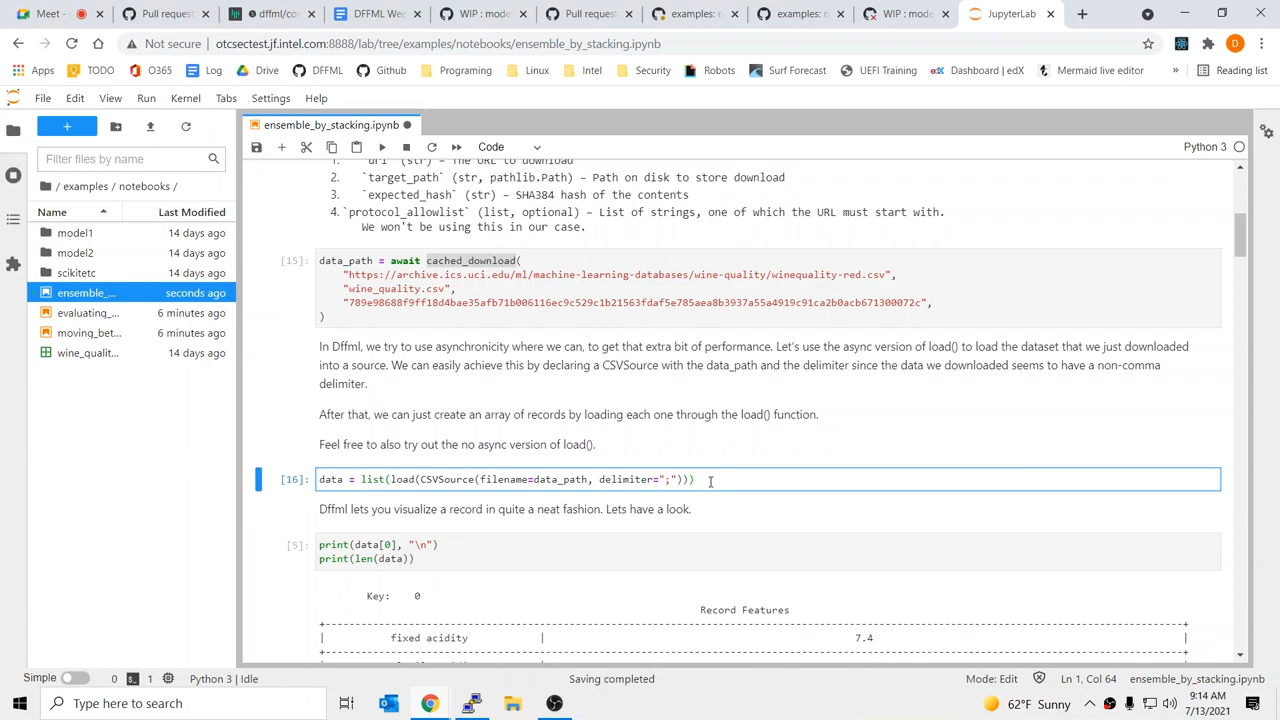 Meet -
Pull request
dffml/con
DFFML Wee
WIP : mode
Pull request
examples:
examples: n
WIP : mode
JupyterLab
Not secure
otcsectest.jf.intel.com:8888/lab/tree/examples/notebooks/ensemble_by_stacking.ipynb
Apps
TODO
O365
Log
Drive
DFFML
Github
Programing
Linux
Intel
Security
Robots
Surf Forecast
UEFI Training
Dashboard | edX
Mermaid live editor
»
Reading list
File
Edit
View
Run
Kernel
Tabs
Settings
Help
ensemble_by_stacking.ipynb
Filter files by name
/ examples / notebooks /
Code
Python 3
Name
Last Modified
model1
14 days ago
model2
14 days ago
scikitetc
14 days ago
ensemble_...
seconds ago
evaluating_...
6 minutes ago
moving_bet...
6 minutes ago
wine_qualit...
14 days ago
1. `uri` (str) – The URL to download
2. `target_path` (str, pathlib.Path) – Path on disk to store download
3. `expected_hash` (str) – SHA384 hash of the contents
4. `protocol_allowlist` (list, optional) – List of strings, one of which the URL must start with.
We won't be using this in our case.
[15]: data_path = await cached_download(
"https://archive.ics.uci.edu/ml/machine-learning-databases/wine-quality/winequality-red.csv",
"wine_quality.csv",
"789e98688f9ff18d4bae35afb71b006116ec9c529c1b21563fdaf5e785aea8b3937a55a4919c91ca2b0acb671300072c",
)
In Dffml, we try to use asynchronicity where we can, to get that extra bit of performance. Let's use the async version of load() to load the dataset that we just downloaded
into a source. We can easily achieve this by declaring a CSVSource with the data_path and the delimiter since the data we downloaded seems to have a non-comma
delimiter.
After that, we can just create an array of records by loading each one through the load() function.
Feel free to also try out the no async version of load().
[16]: data = list(load(CSVSource(filename=data_path, delimiter=";")))
Dffml lets you visualize a record in quite a neat fashion. Lets have a look.
[5]: print(data[0], "\n")
print(len(data))
Key: 0
Record Features
+----------------------------------------------------------------------+
| fixed acidity | 7.4 |
+----------------------------------------------------------------------+
Simple
0
1
Python 3 | Idle
Saving completed
Mode: Edit
Ln 1, Col 64
ensemble_by_stacking.ipynb
Type here to search
62°F Sunny
9:14 AM
7/13/2021